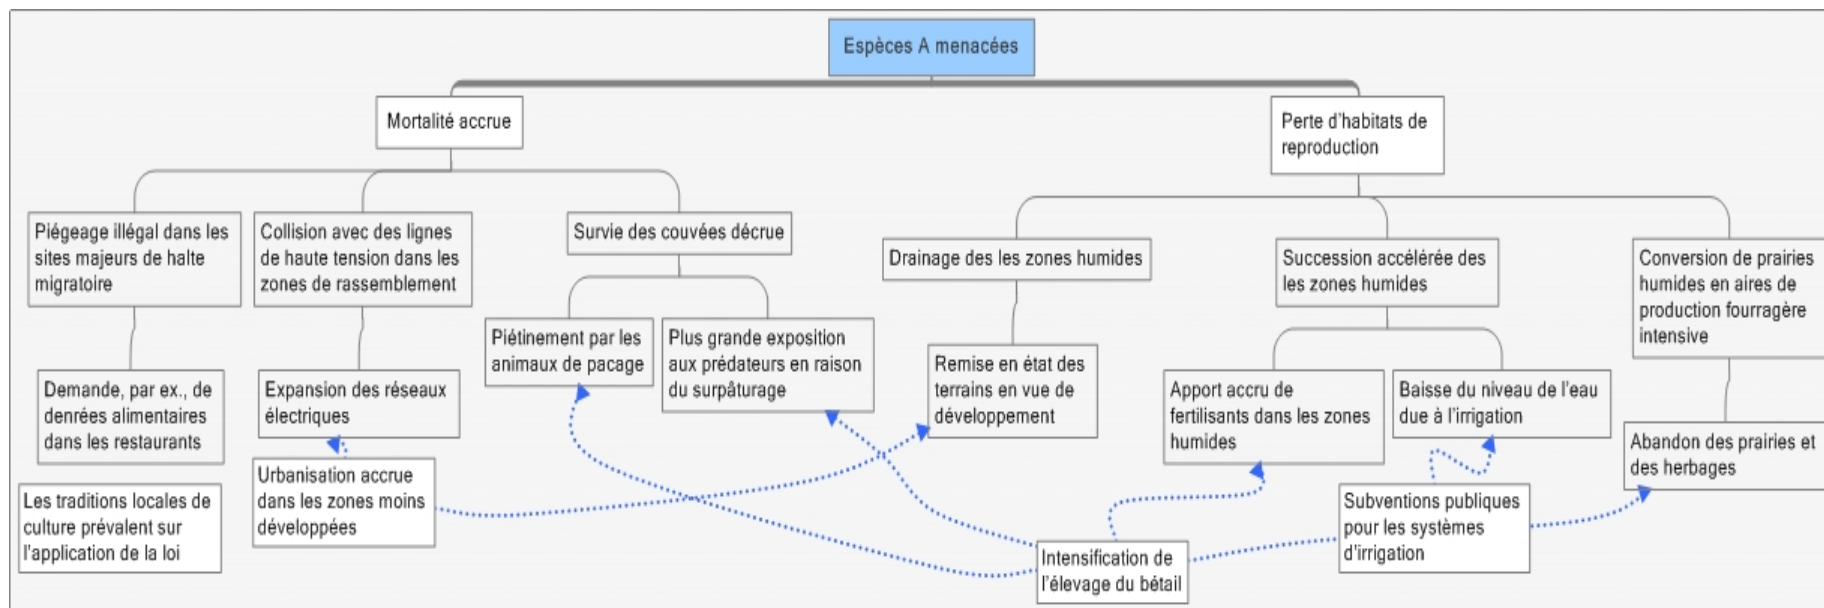 Espèces A menacées
Mortalité accrue
Perte d'habitats de
reproduction
Piégeage illégal dans les
sites majeurs de halte
migratoire
Collision avec des lignes
de haute tension dans les
zones de rassemblement
Survie des couvées décrue
Drainage des les zones humides
Succession accélérée des
les zones humides
Conversion de prairies
humides en aires de
production fourragère
intensive
Piétinement par les
animaux de pacage
Plus grande exposition
aux prédateurs en raison
du surpâturage
Remise en état des
terrains en vue de
développement
Demande, par ex., de
denrées alimentaires
dans les restaurants
Expansion des réseaux
électriques
Apport accru de
fertilisants dans les zones
humides
Baisse du niveau de l'eau
due à l'irrigation
Abandon des prairies et
des herbages
Les traditions locales de
culture prévalent sur
l'application de la loi
Urbanisation accrue
dans les zones moins
développées
Subventions publiques
pour les systèmes
d'irrigation
Intensification de
l'élevage du bétail